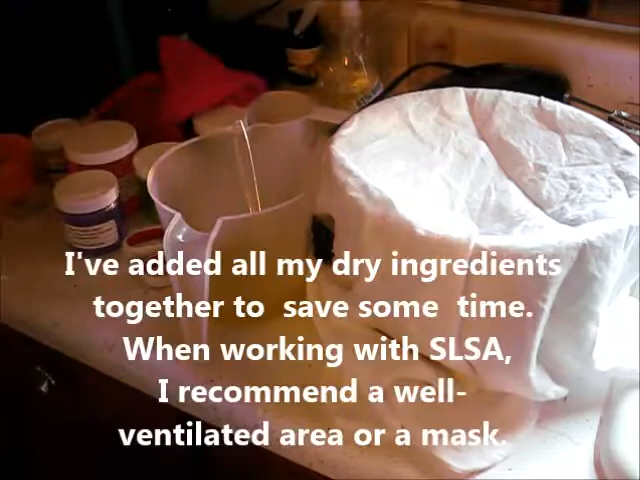 I've added all my dry ingredients
together to save some time.
When working with SLSA,
I recommend a well-
ventilated area or a mask.